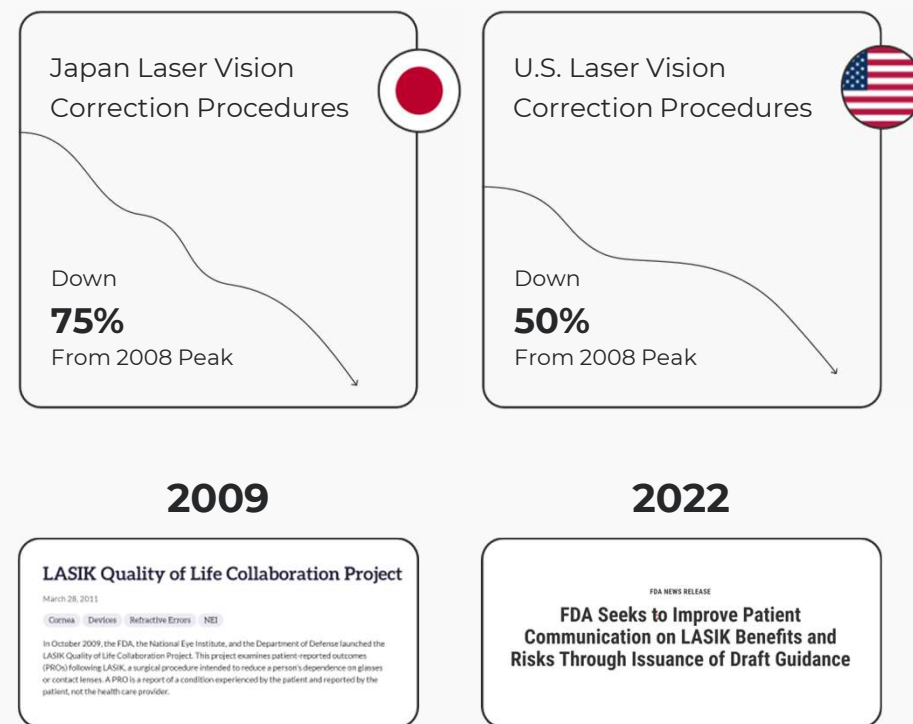 Japan Laser Vision
Correction Procedures
Down
75%
From 2008 Peak
U.S. Laser Vision
Correction Procedures
Down
50%
From 2008 Peak
2009
LASIK Quality of Life Collaboration Project
March 28, 2011
Cornea Devices Refractive Errors NEI
In October 2009, the FDA, the National Eye Institute, and the Department of Defense launched the
LASIK Quality of Life Collaboration Project. This project examines patient-reported outcomes
(PROs) following LASIK, a surgical procedure intended to reduce a person's dependence on glasses
or contact lenses. A PRO is a report of a condition experienced by the patient and reported by the
patient, not the health care provider.
2022
FDA NEWS RELEASE
FDA Seeks to Improve Patient
Communication on LASIK Benefits and
Risks Through Issuance of Draft Guidance